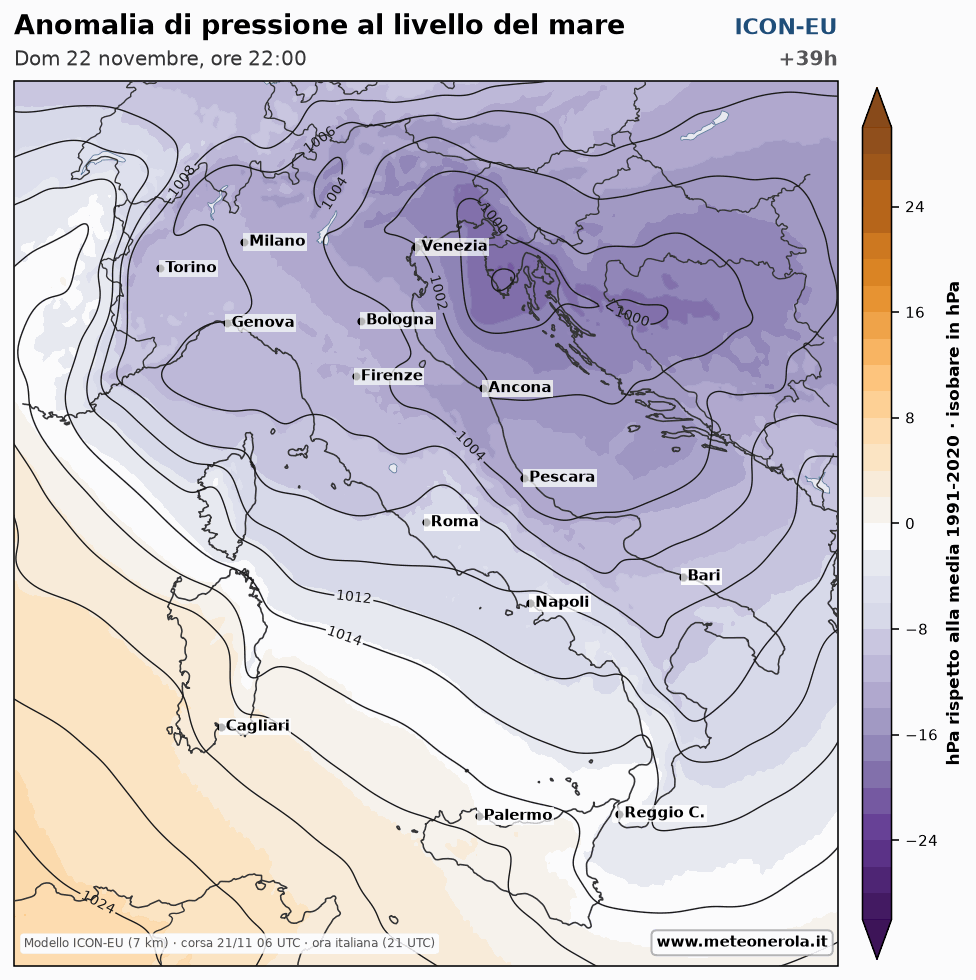 Anomalia di pressione al livello del mare
ICON-EU
Dom 22 novembre, ore 22:00
+39h
1006
1008
1004
1000
Milano
Venezia
Torino
1002
Genova
Bologna
1000
Firenze
Ancona
1004
Pescara
Roma
Bari
1012
Napoli
1014
Cagliari
Palermo
Reggio C.
1024
Modello ICON-EU (7 km) · corsa 21/11 06 UTC · ora italiana (21 UTC)
www.meteonerola.it
24
16
8
0
−8
−16
−24
hPa rispetto alla media 1991-2020 · isobare in hPa